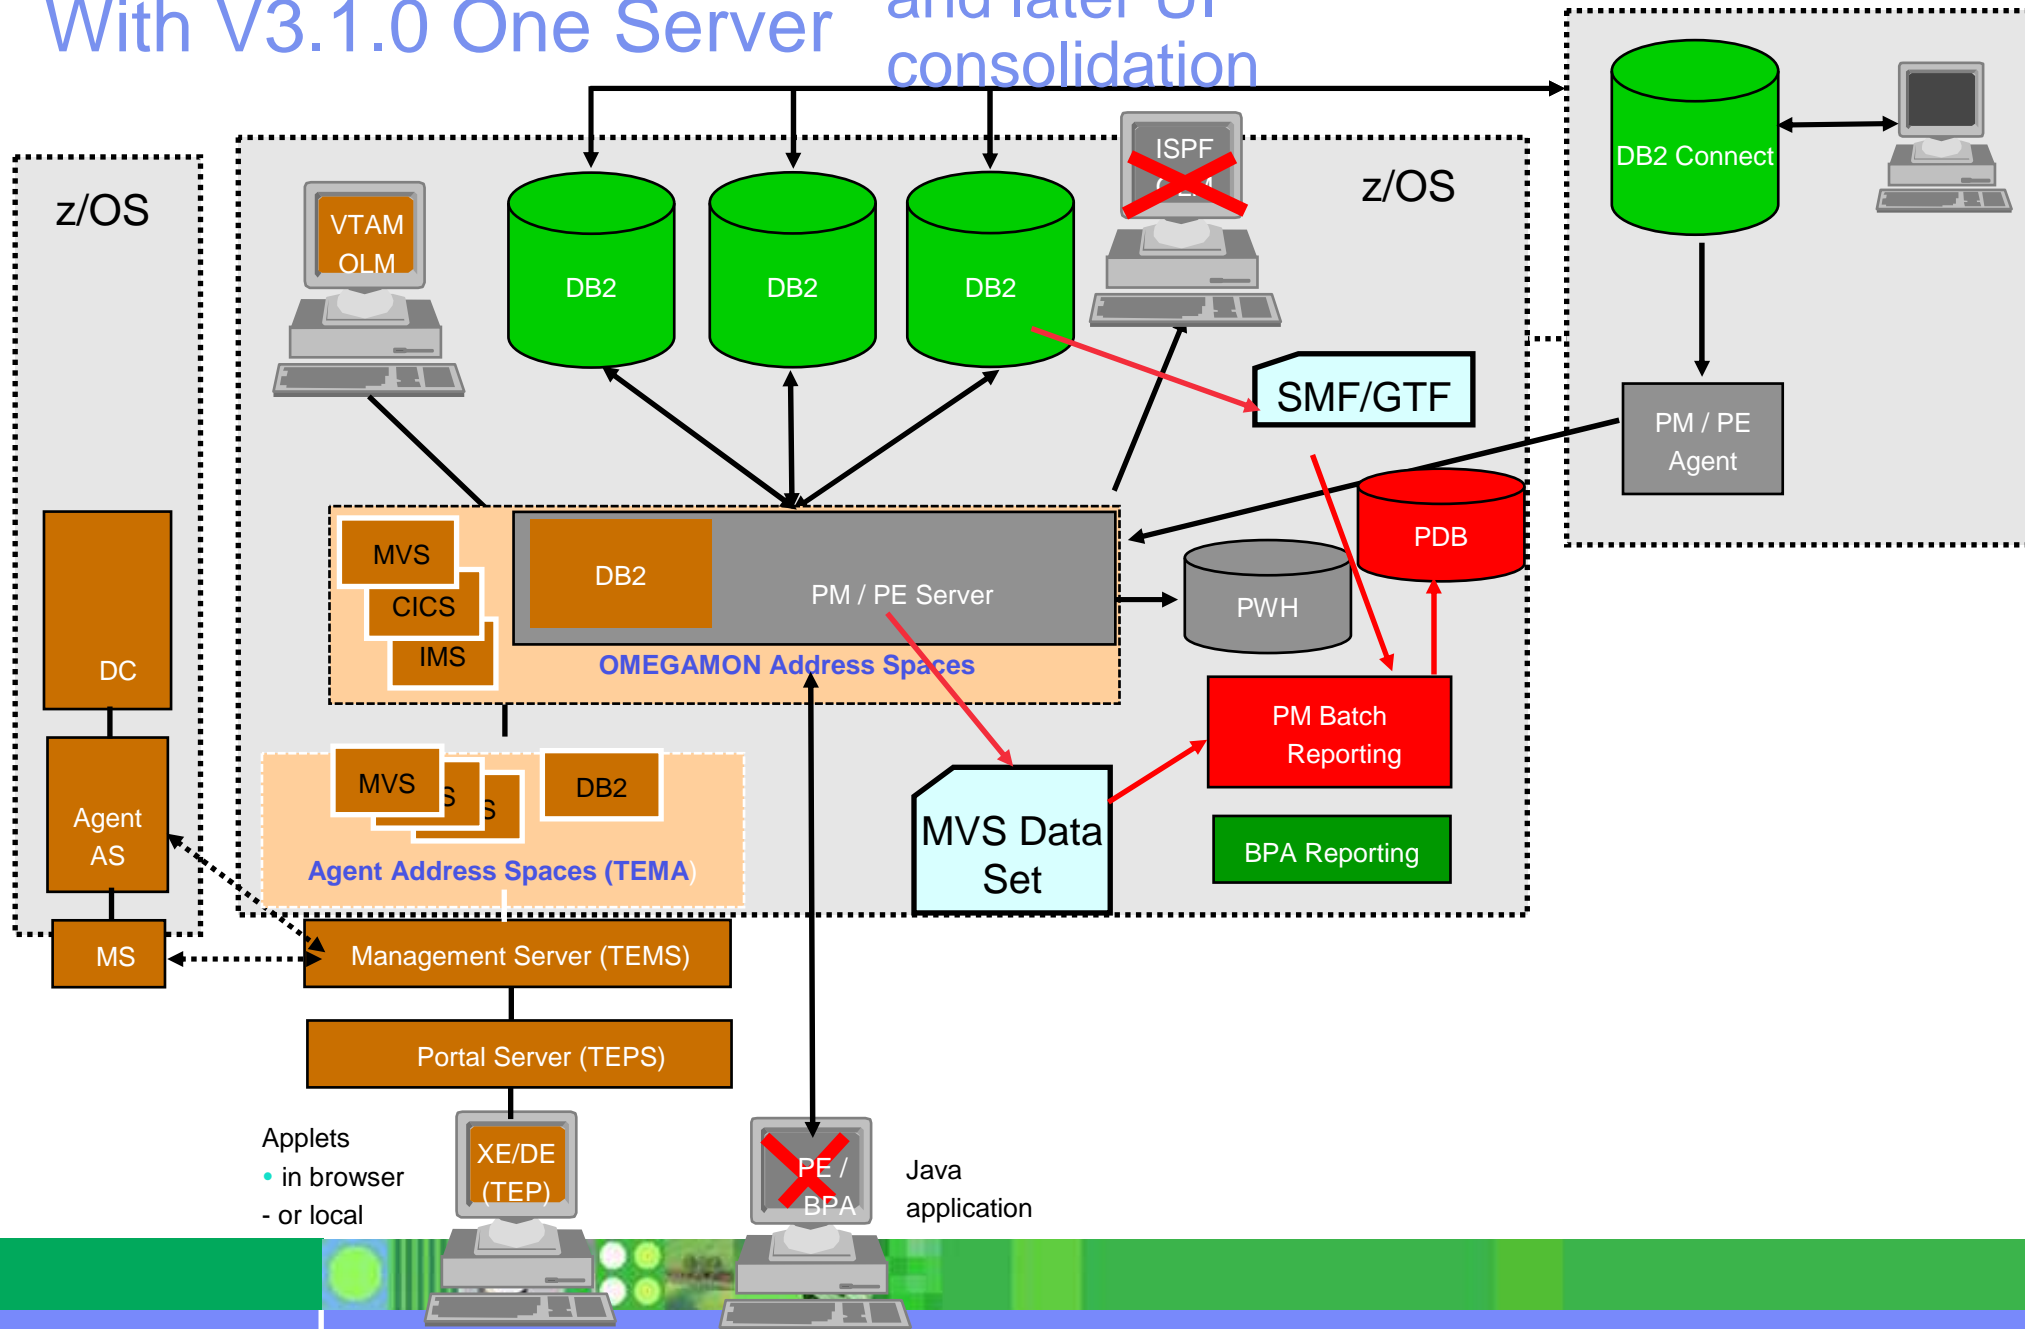 With V3.1.0 One Server
and later UI
consolidation
z/OS
VTAM
OLM
DB2
DB2
DB2
ISPF
z/OS
DB2 Connect
SMF/GTF
PM / PE
Agent
MVS
CICS
IMS
DB2
PM / PE Server
OMEGAMON Address Spaces
PWH
PDB
DC
Agent
AS
MS
MVS
S
S
DB2
Agent Address Spaces (TEMA)
MVS Data
Set
PM Batch
Reporting
BPA Reporting
Management Server (TEMS)
Portal Server (TEPS)
Applets
• in browser
- or local
XE/DE
(TEP)
PE /
BPA
Java
application